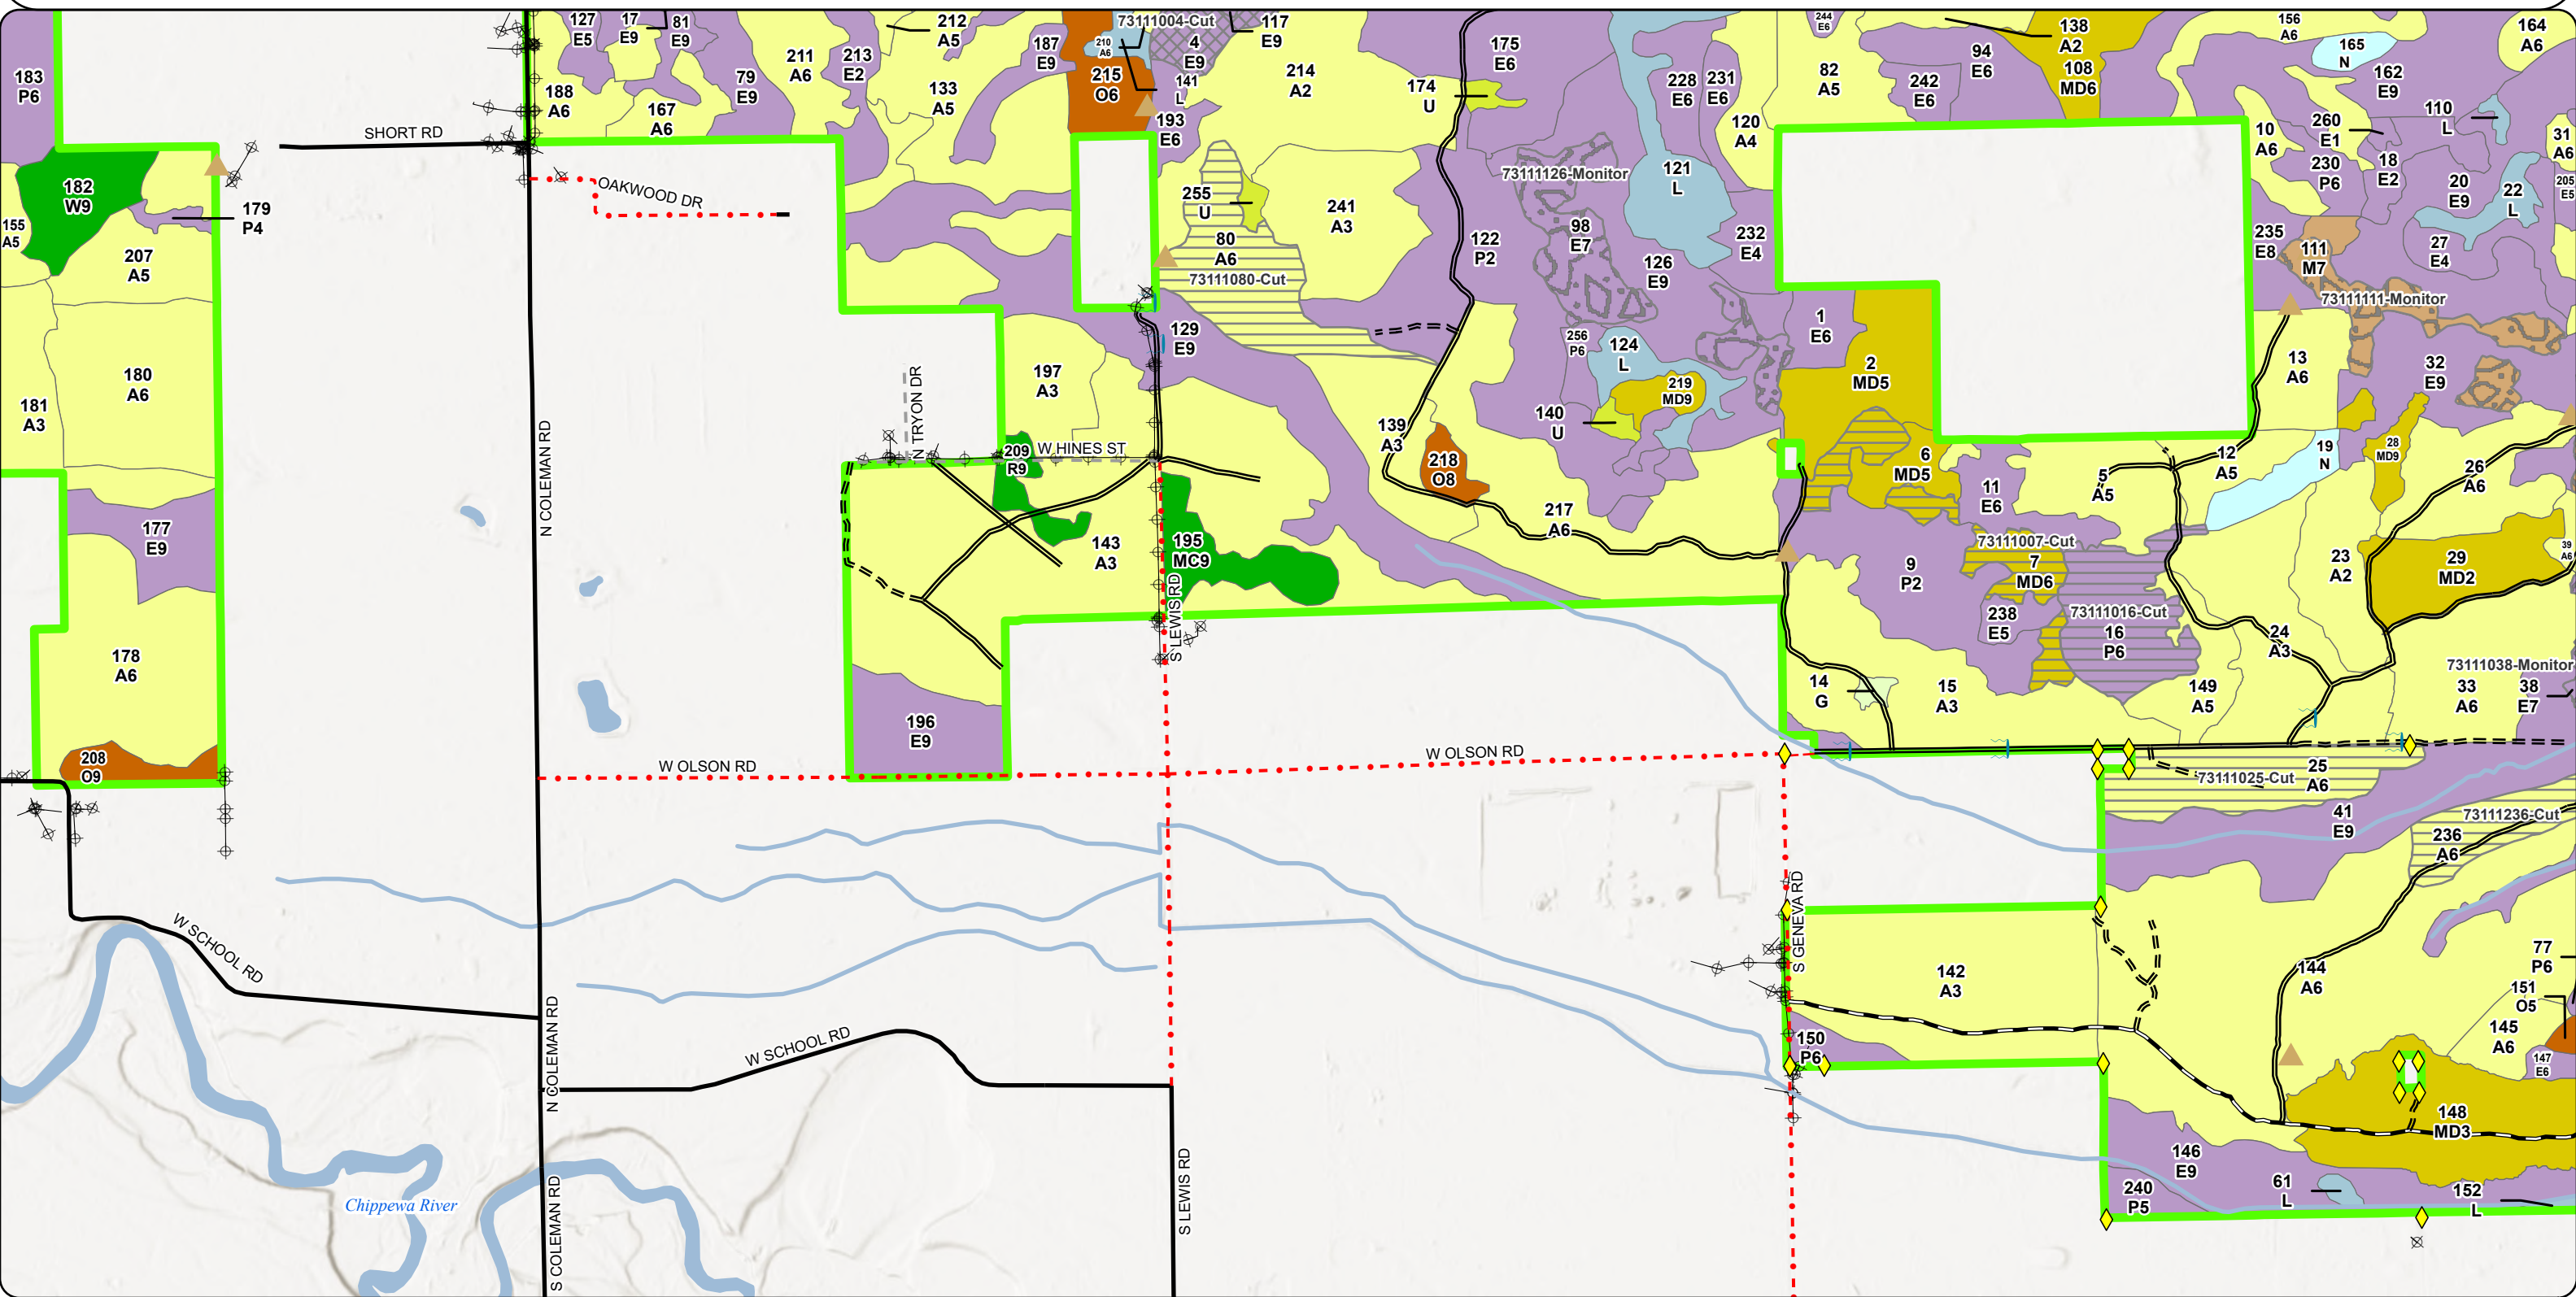 183
P6
127
E5
17
E9
81
E9
212
A5
187
E9
73111004-Cut
210
A6
4
E9
117
E9
175
E6
244
E6
138
A2
156
A6
164
A6
188
A6
167
A6
79
E9
211
A6
213
E2
133
A5
215
O6
141
L
193
E6
214
A2
174
U
228
E6
231
E6
120
A4
82
A5
242
E6
94
E6
108
MD6
165
N
162
E9
110
L
10
A6
260
E1
230
P6
18
E2
31
A6
SHORT RD
OAKWOOD DR
182
W9
179
P4
155
A5
207
A5
255
U
80
A6
73111080-Cut
241
A3
122
P2
73111126-Monitor
98
E7
126
E9
121
L
232
E4
235
E8
111
M7
73111111-Monitor
20
E9
22
L
205
E5
27
E4
180
A6
181
A3
197
A3
129
E9
256
P6
124
L
219
MD9
140
U
1
E6
2
MD5
13
A6
32
E9
N COLEMAN RD
N TRYON DR
W HINES ST
209
R9
139
A3
218
O8
217
A6
6
MD5
11
E6
5
A5
12
A5
19
N
28
MD9
26
A6
177
E9
143
A3
195
MC9
S LEWIS RD
9
P2
73111007-Cut
7
MD6
238
E5
73111016-Cut
16
P6
23
A2
29
MD2
39
A6
24
A3
178
A6
208
O9
196
E9
14
G
15
A3
149
A5
73111038-Monitor
33
A6
38
E7
W OLSON RD
W OLSON RD
73111025-Cut
25
A6
41
E9
73111236-Cut
236
A6
W SCHOOL RD
S GENEVA RD
142
A3
144
A6
77
P6
151
O5
145
A6
147
E6
150
P6
N COLEMAN RD
W SCHOOL RD
148
MD3
146
E9
240
P5
61
L
152
L
Chippewa River
S COLEMAN RD
S LEWIS RD